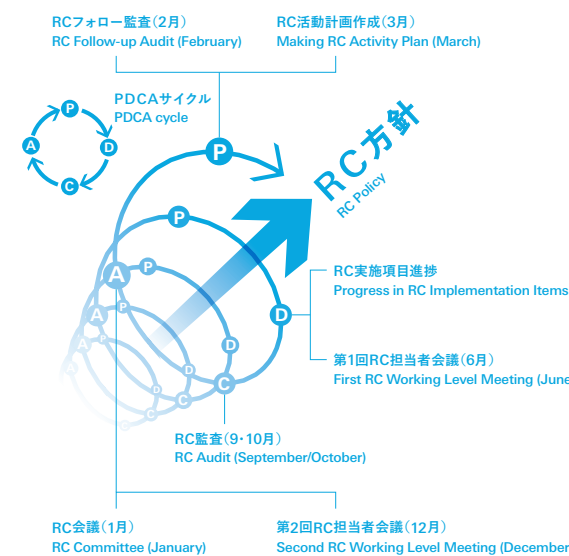 RCフォロー監査（2月）
RC Follow-up Audit (February)
RC活動計画作成（3月）
Making RC Activity Plan (March)
PDCAサイクル
PDCA cycle
P
D
C
A
P
RC方針
RC Policy
P
A
P
A
P
A
P
A
D
D
D
D
C
C
C
C
RC実施項目進捗
Progress in RC Implementation Items
第1回RC担当者会議（6月）
First RC Working Level Meeting (June
RC監査（9・10月）
RC Audit (September/October)
RC会議（1月）
RC Committee (January)
第2回RC担当者会議（12月）
Second RC Working Level Meeting (December